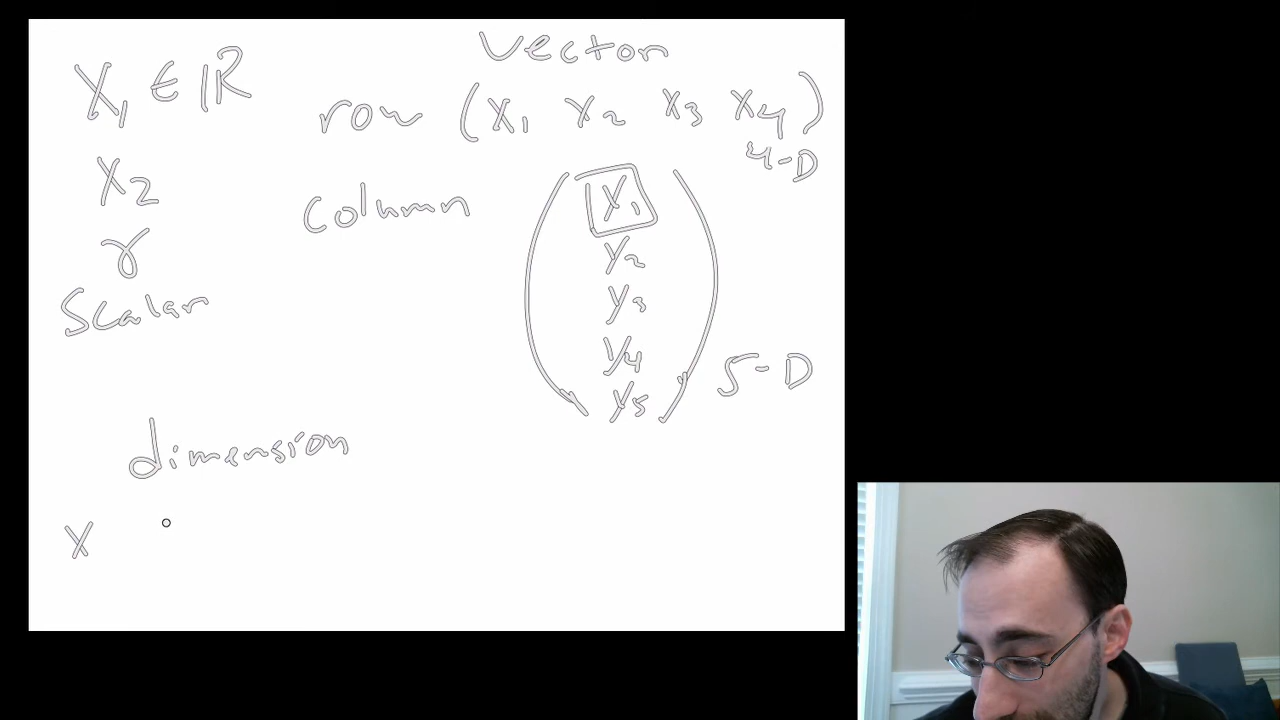 Vector
X₁ ∈ ℝ
row (x₁ x₂ x₃ x₄)
4-D
X₂
column
(x₁
y₂
γ
y₃
Scalar
y₄
y₅)
5-D
dimension
x